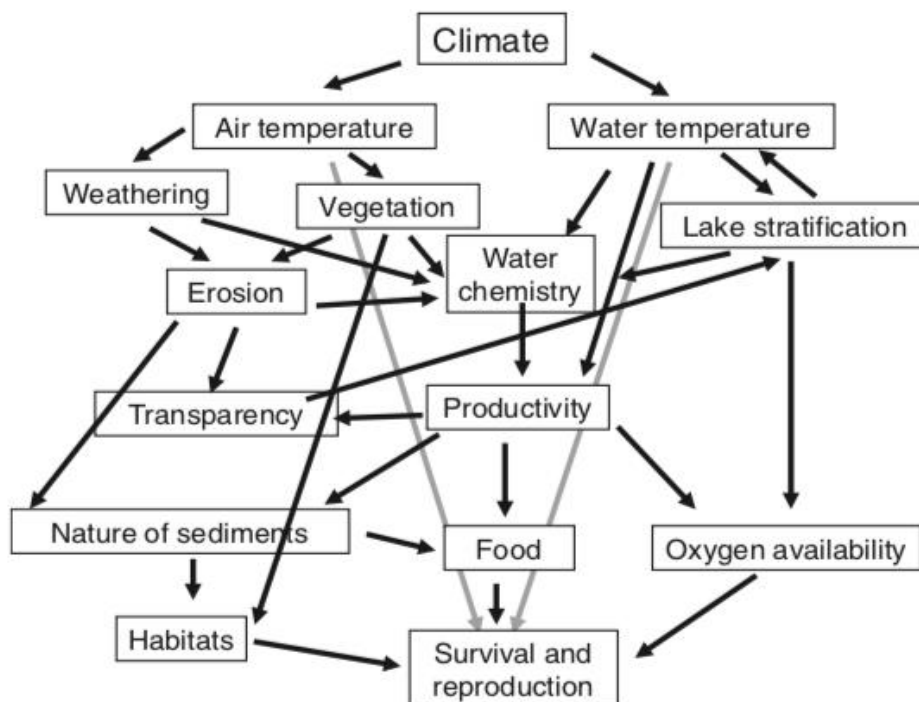 Climate
Air temperature
Water temperature
Weathering
Vegetation
Lake stratification
Water
chemistry
Erosion
Transparency
Productivity
Nature of sediments
Food
Oxygen availability
Habitats
Survival and
reproduction